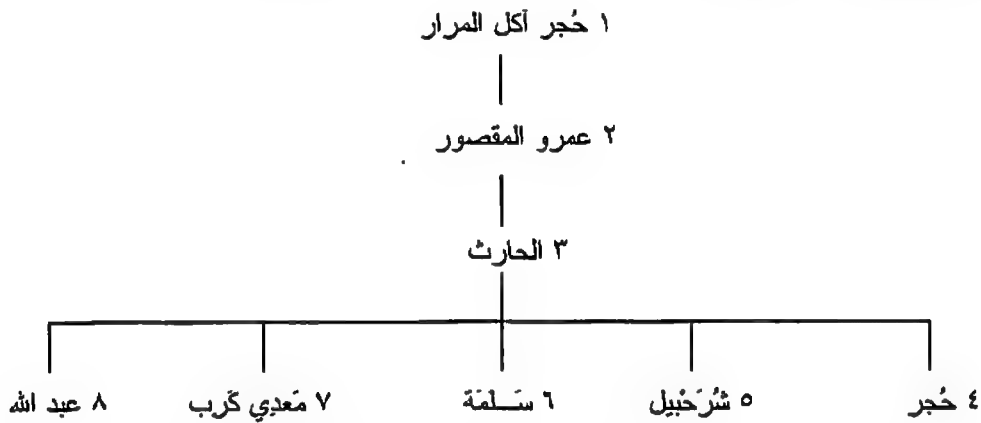 ١ حُجر آكل المرار
٢ عمرو المقصور
٣ الحارث
٤ حُجر ٥ شُرَحْبيل ٦ سَلَمَة ٧ مَعدِي كَرب ٨ عبد الله